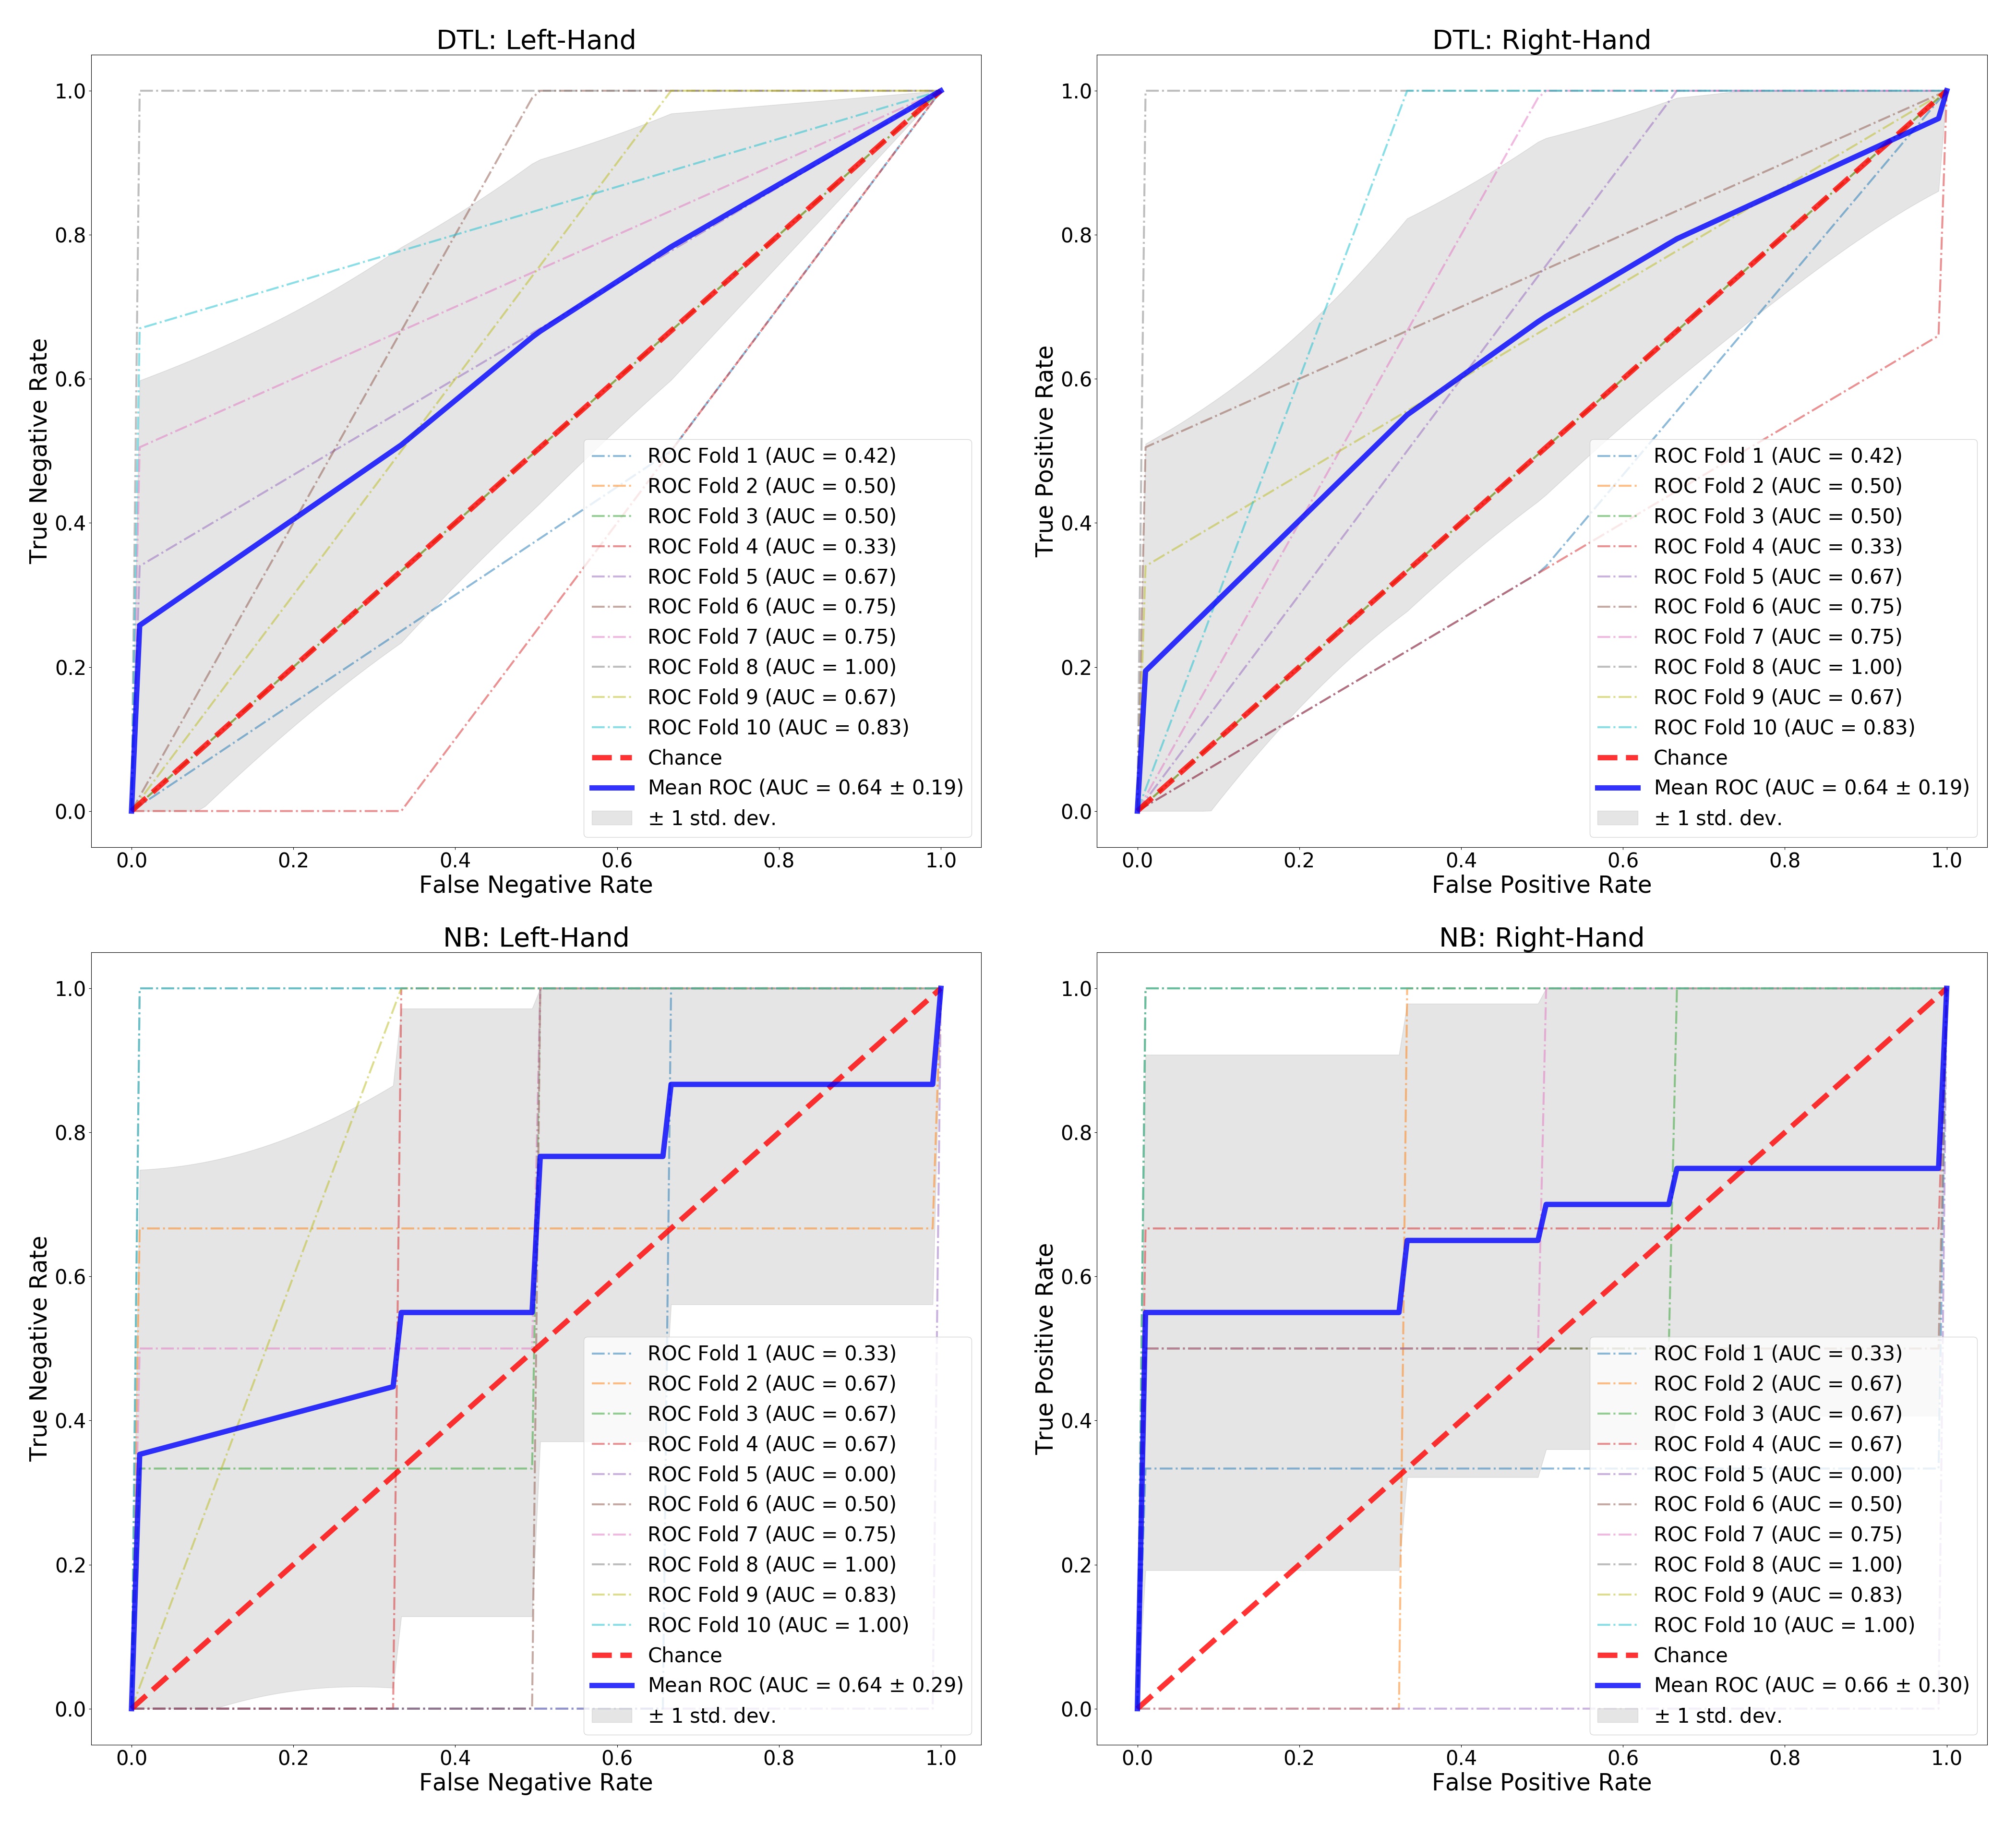 DTL: Left-Hand
True Negative Rate
1.0
0.8
0.6
0.4
0.2
0.0
ROC Fold 1 (AUC = 0.42)
ROC Fold 2 (AUC = 0.50)
ROC Fold 3 (AUC = 0.50)
ROC Fold 4 (AUC = 0.33)
ROC Fold 5 (AUC = 0.67)
ROC Fold 6 (AUC = 0.75)
ROC Fold 7 (AUC = 0.75)
ROC Fold 8 (AUC = 1.00)
ROC Fold 9 (AUC = 0.67)
ROC Fold 10 (AUC = 0.83)
Chance
Mean ROC (AUC = 0.64 ± 0.19)
± 1 std. dev.
0.0 0.2 0.4 0.6 0.8 1.0
False Negative Rate
DTL: Right-Hand
True Positive Rate
1.0
0.8
0.6
0.4
0.2
0.0
ROC Fold 1 (AUC = 0.42)
ROC Fold 2 (AUC = 0.50)
ROC Fold 3 (AUC = 0.50)
ROC Fold 4 (AUC = 0.33)
ROC Fold 5 (AUC = 0.67)
ROC Fold 6 (AUC = 0.75)
ROC Fold 7 (AUC = 0.75)
ROC Fold 8 (AUC = 1.00)
ROC Fold 9 (AUC = 0.67)
ROC Fold 10 (AUC = 0.83)
Chance
Mean ROC (AUC = 0.64 ± 0.19)
± 1 std. dev.
0.0 0.2 0.4 0.6 0.8 1.0
False Positive Rate
NB: Left-Hand
True Negative Rate
1.0
0.8
0.6
0.4
0.2
0.0
ROC Fold 1 (AUC = 0.33)
ROC Fold 2 (AUC = 0.67)
ROC Fold 3 (AUC = 0.67)
ROC Fold 4 (AUC = 0.67)
ROC Fold 5 (AUC = 0.00)
ROC Fold 6 (AUC = 0.50)
ROC Fold 7 (AUC = 0.75)
ROC Fold 8 (AUC = 1.00)
ROC Fold 9 (AUC = 0.83)
ROC Fold 10 (AUC = 1.00)
Chance
Mean ROC (AUC = 0.64 ± 0.29)
± 1 std. dev.
0.0 0.2 0.4 0.6 0.8 1.0
False Negative Rate
NB: Right-Hand
True Positive Rate
1.0
0.8
0.6
0.4
0.2
0.0
ROC Fold 1 (AUC = 0.33)
ROC Fold 2 (AUC = 0.67)
ROC Fold 3 (AUC = 0.67)
ROC Fold 4 (AUC = 0.67)
ROC Fold 5 (AUC = 0.00)
ROC Fold 6 (AUC = 0.50)
ROC Fold 7 (AUC = 0.75)
ROC Fold 8 (AUC = 1.00)
ROC Fold 9 (AUC = 0.83)
ROC Fold 10 (AUC = 1.00)
Chance
Mean ROC (AUC = 0.66 ± 0.30)
± 1 std. dev.
0.0 0.2 0.4 0.6 0.8 1.0
False Positive Rate